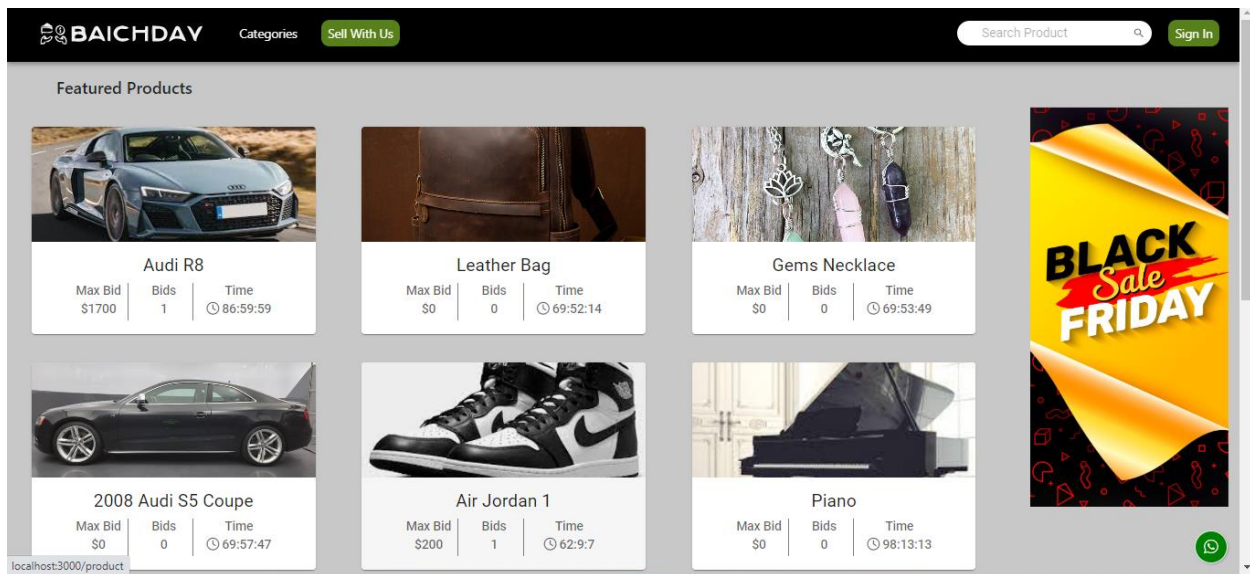 BAICHDAY Categories Sell With Us Search Product Sign In
Featured Products
Audi R8
Max Bid Bids Time
$1700 1 86:59:59
Leather Bag
Max Bid Bids Time
$0 0 69:52:14
Gems Necklace
Max Bid Bids Time
$0 0 69:53:49
2008 Audi S5 Coupe
Max Bid Bids Time
$0 0 69:57:47
Air Jordan 1
Max Bid Bids Time
$200 1 62:9:7
Piano
Max Bid Bids Time
$0 0 98:13:13
BLACK
Sale
FRIDAY
localhost:3000/product